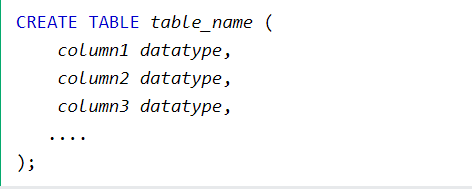 CREATE TABLE table_name (
    column1 datatype,
    column2 datatype,
    column3 datatype,
   ....
);